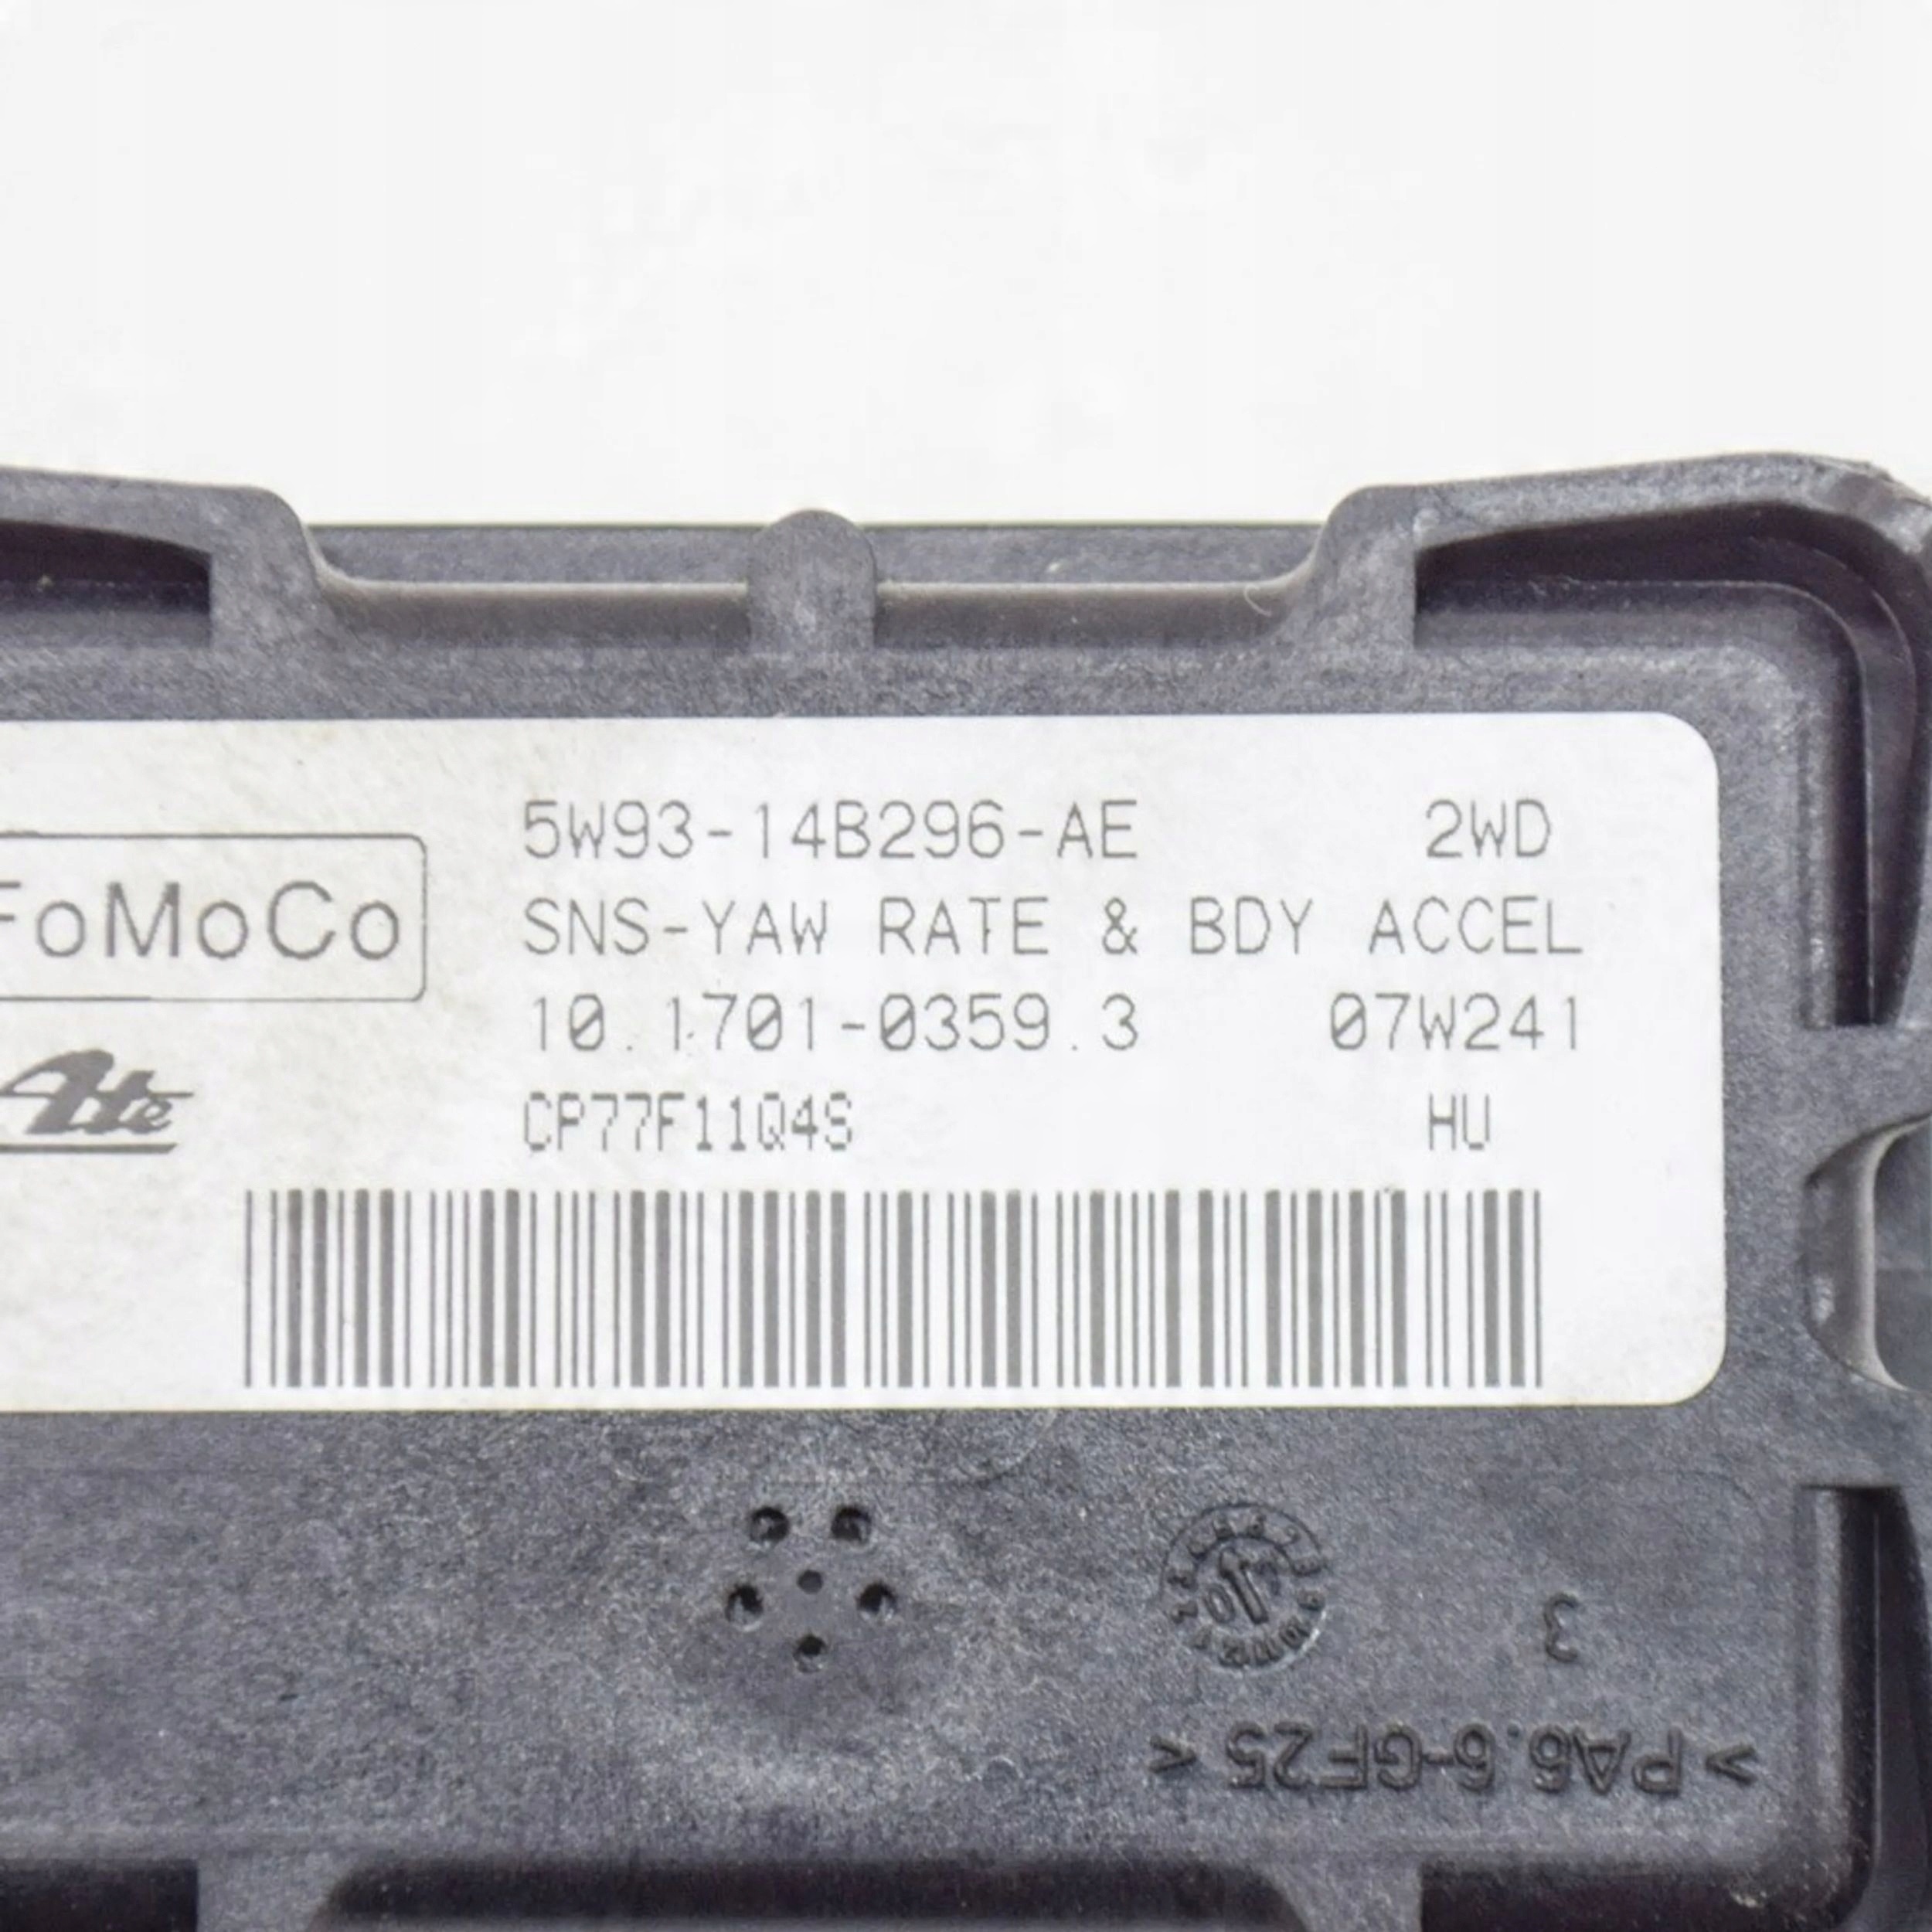 5W93-14B296-AE 2WD
FoMoCo
SNS-YAW RATE & BDY ACCEL
10.1701-0359.3 07W241
Ate
CP77F11Q4S HU
3
>PA6.6-GF25<